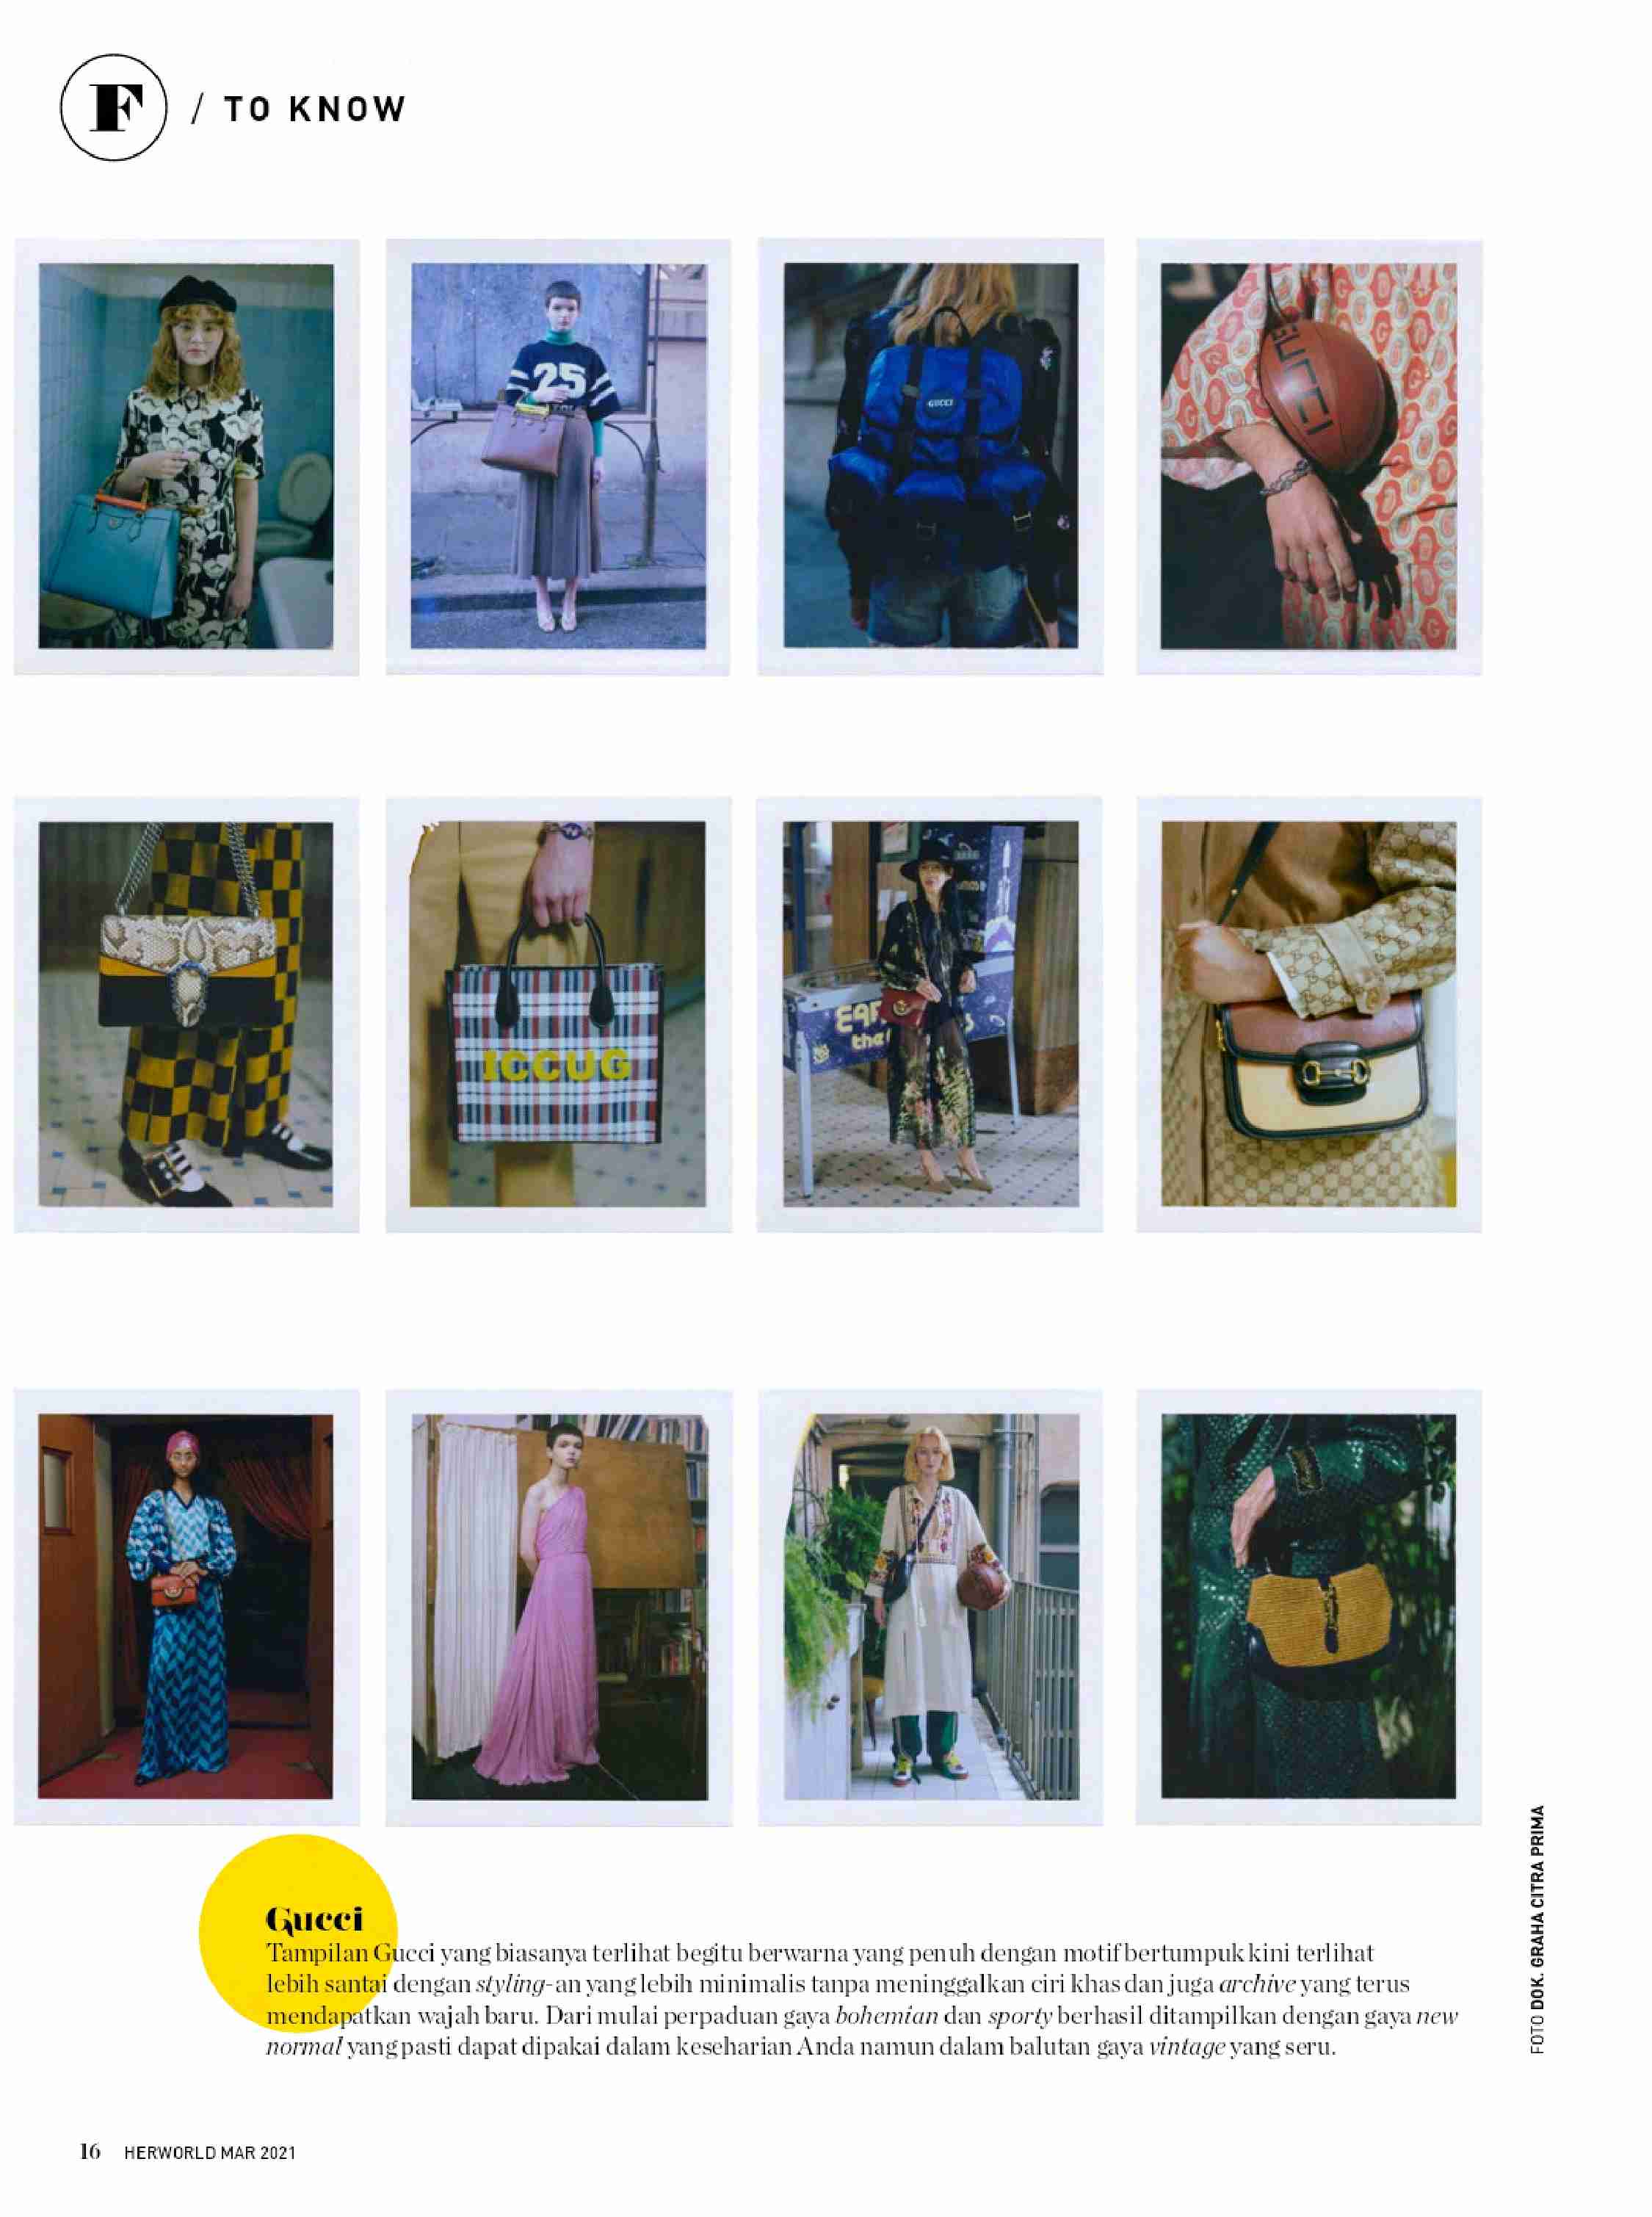 F / TO KNOW
25
GUCCI
GUCCI
ICCUG
EAR
the
Gucci
Tampilan Gucci yang biasanya terlihat begitu berwarna yang penuh dengan motif bertumpuk kini terlihat
lebih santai dengan styling-an yang lebih minimalis tanpa meninggalkan ciri khas dan juga archive yang terus
mendapatkan wajah baru. Dari mulai perpaduan gaya bohemian dan sporty berhasil ditampilkan dengan gaya new
normal yang pasti dapat dipakai dalam keseharian Anda namun dalam balutan gaya vintage yang seru.
FOTO DOK. GRAHA CITRA PRIMA
16 HERWORLD MAR 2021